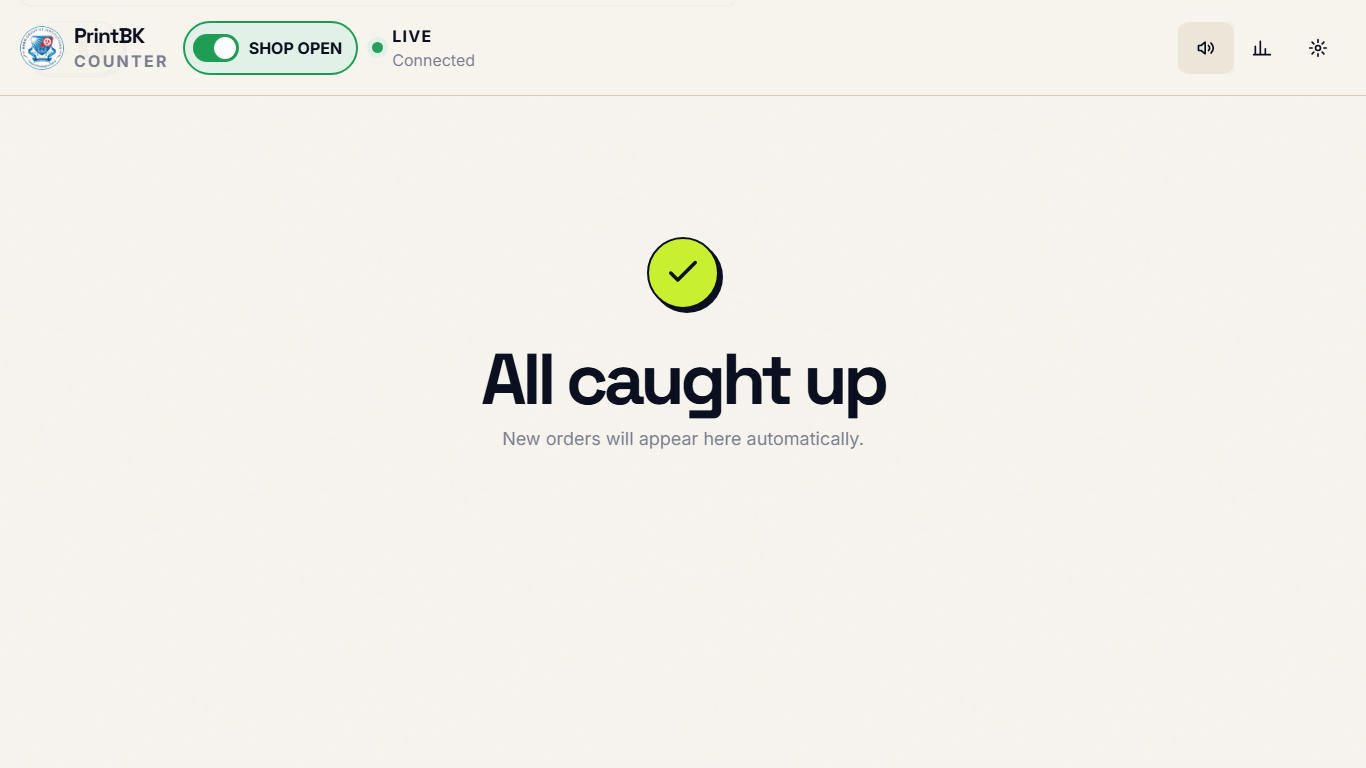 PrintBK
COUNTER
SHOP OPEN
LIVE
Connected
All caught up
New orders will appear here automatically.